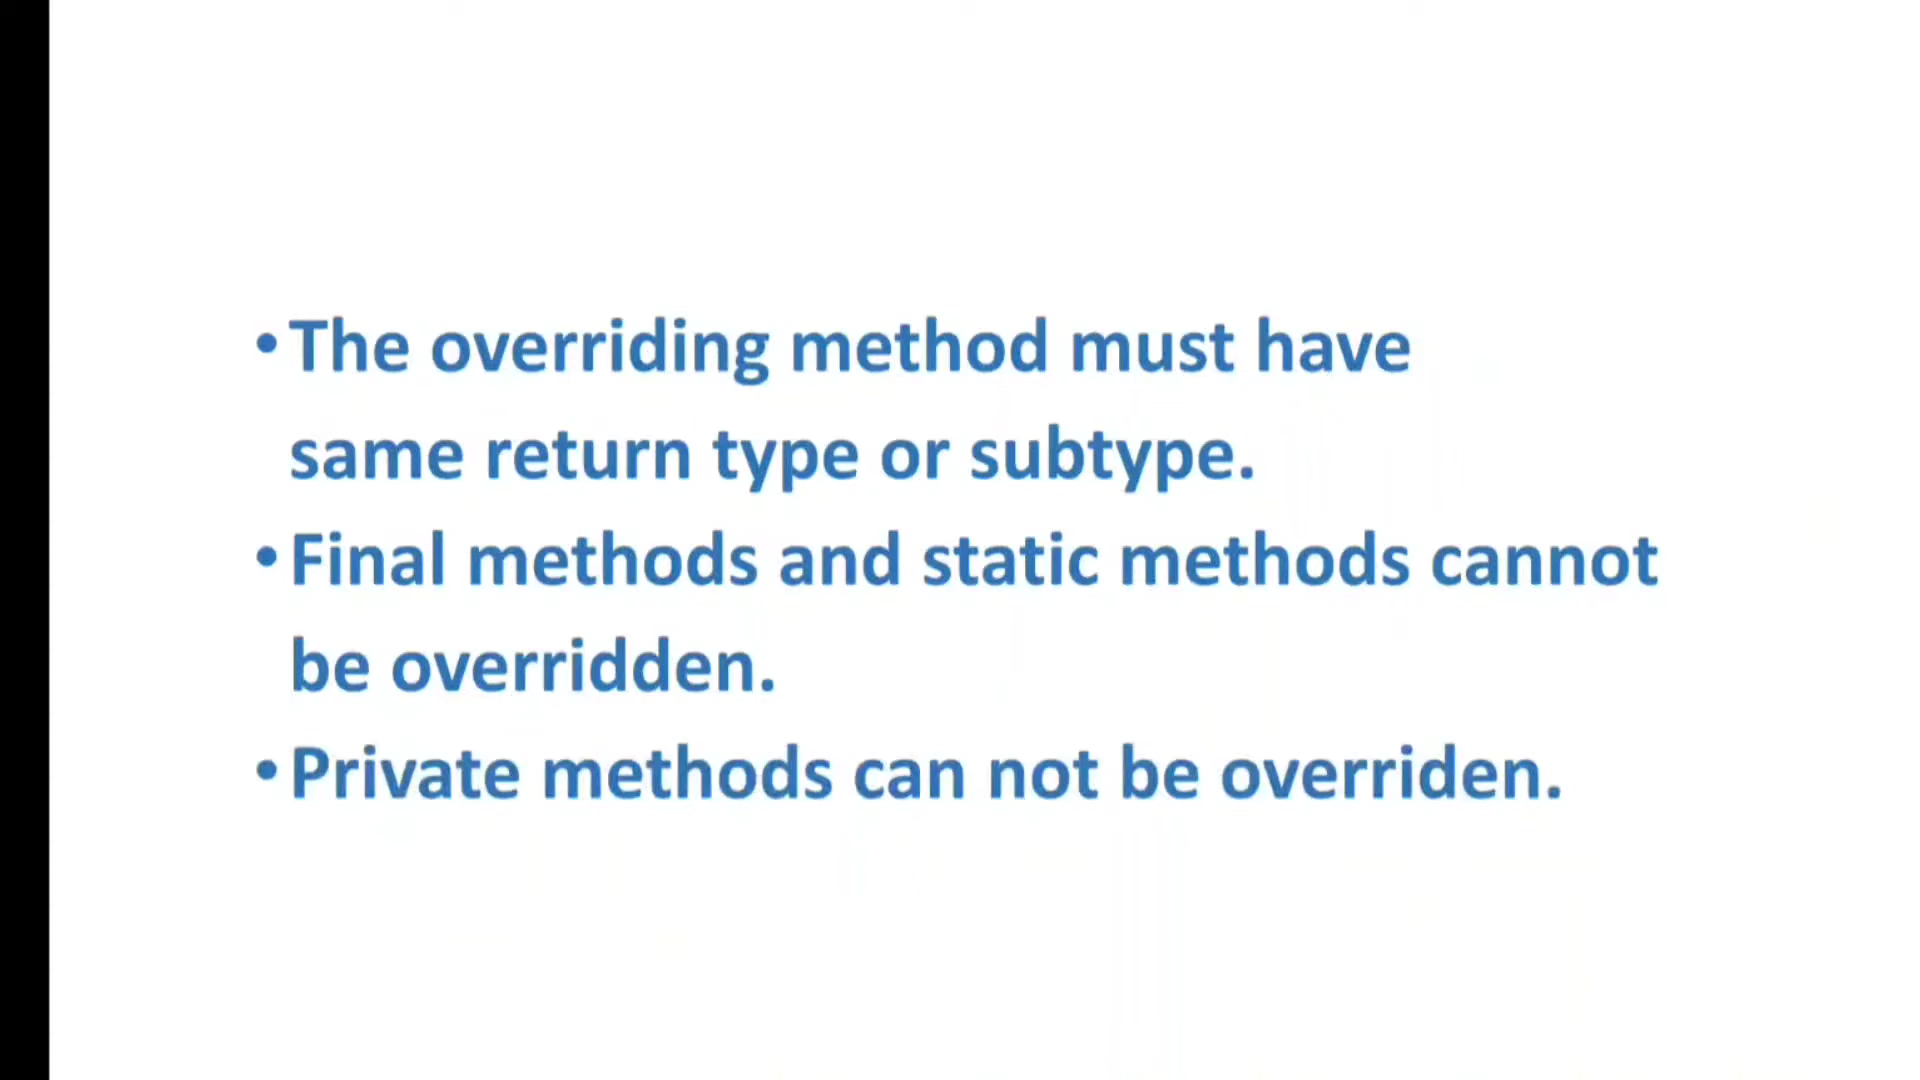 •The overriding method must have
same return type or subtype.
•Final methods and static methods cannot
be overridden.
•Private methods can not be overriden.